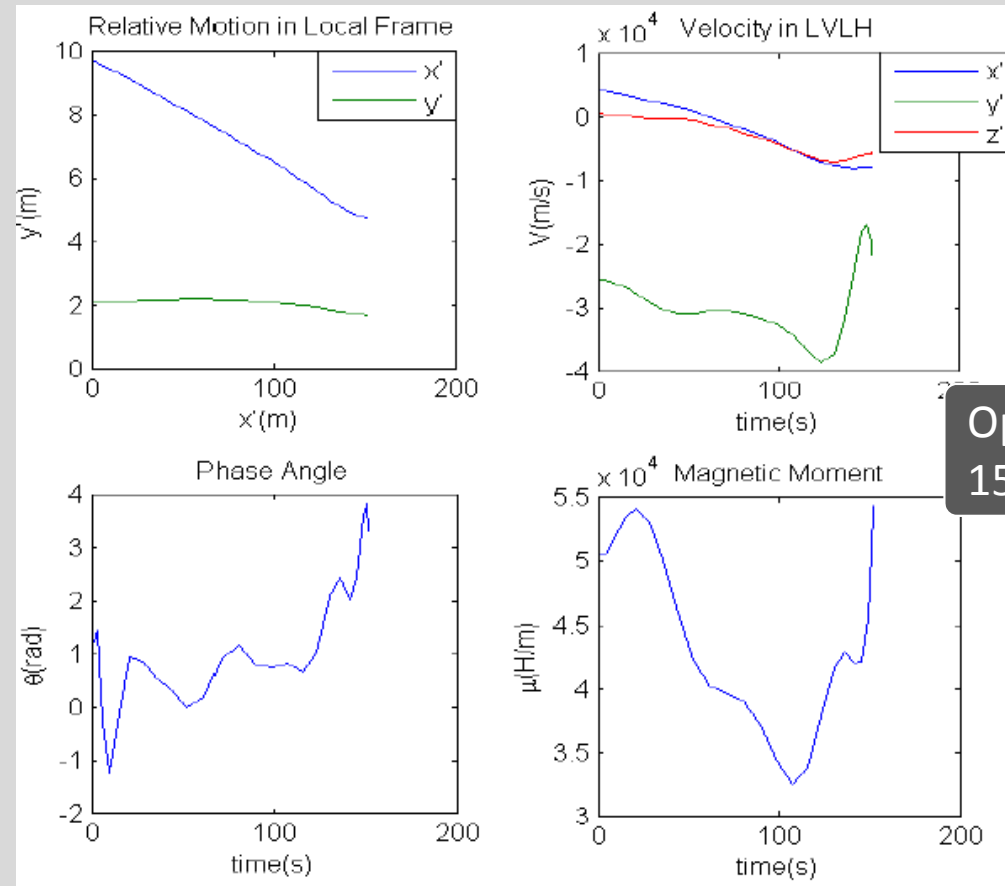 Relative Motion in Local Frame
10
8
6
4
2
0
y'(m)
x'
y'
0
100
200
x'(m)
x 10^4
Velocity in LVLH
1
0
-1
-2
-3
-4
V(m/s)
x'
y'
z'
0
100
time(s)
Phase Angle
4
3
2
1
0
-1
-2
θ(rad)
0
100
200
time(s)
x 10^4
Magnetic Moment
5.5
5
4.5
4
3.5
3
μ(H/m)
0
100
200
time(s)